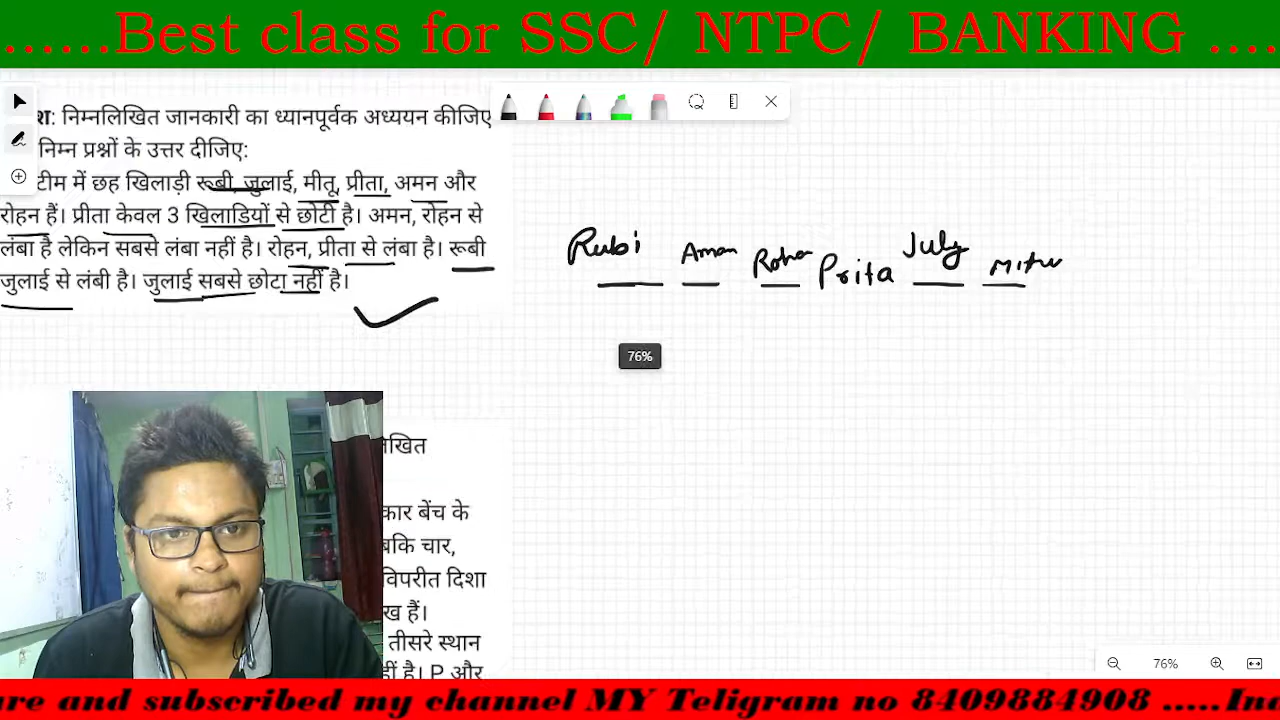 ......Best class for SSC/ NTPC/ BANKING ....
श: निम्नलिखित जानकारी का ध्यानपूर्वक अध्ययन कीजिए
निम्न प्रश्नों के उत्तर दीजिए:
टीम में छह खिलाड़ी रूबी, जुलाई, मीतू, प्रीता, अमन और
रोहन हैं। प्रीता केवल 3 खिलाडियों से छोटी है। अमन, रोहन से
लंबा है लेकिन सबसे लंबा नहीं है। रोहन, प्रीता से लंबा है। रूबी
जुलाई से लंबी है। जुलाई सबसे छोटा नहीं है।
Rubi Aman Rohan Prita July Mitu
76%
लेखित
कार बेंच के
बकि चार,
विपरीत दिशा
ख हैं।
तीसरे स्थान
हीं है। P और
76%
are and subscribed my channel MY Teligram no 8409884908 .....Ind